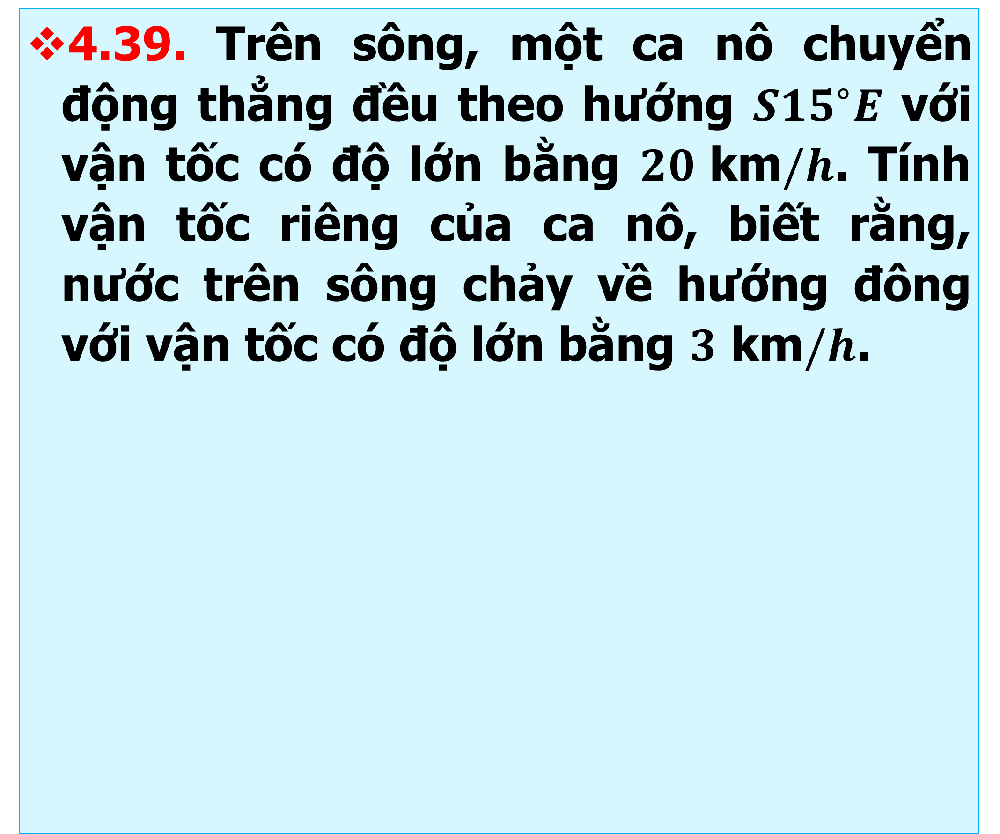 ❖4.39. Trên sông, một ca nô chuyển
động thẳng đều theo hướng S15°E với
vận tốc có độ lớn bằng 20 km/h. Tính
vận tốc riêng của ca nô, biết rằng,
nước trên sông chảy về hướng đông
với vận tốc có độ lớn bằng 3 km/h.